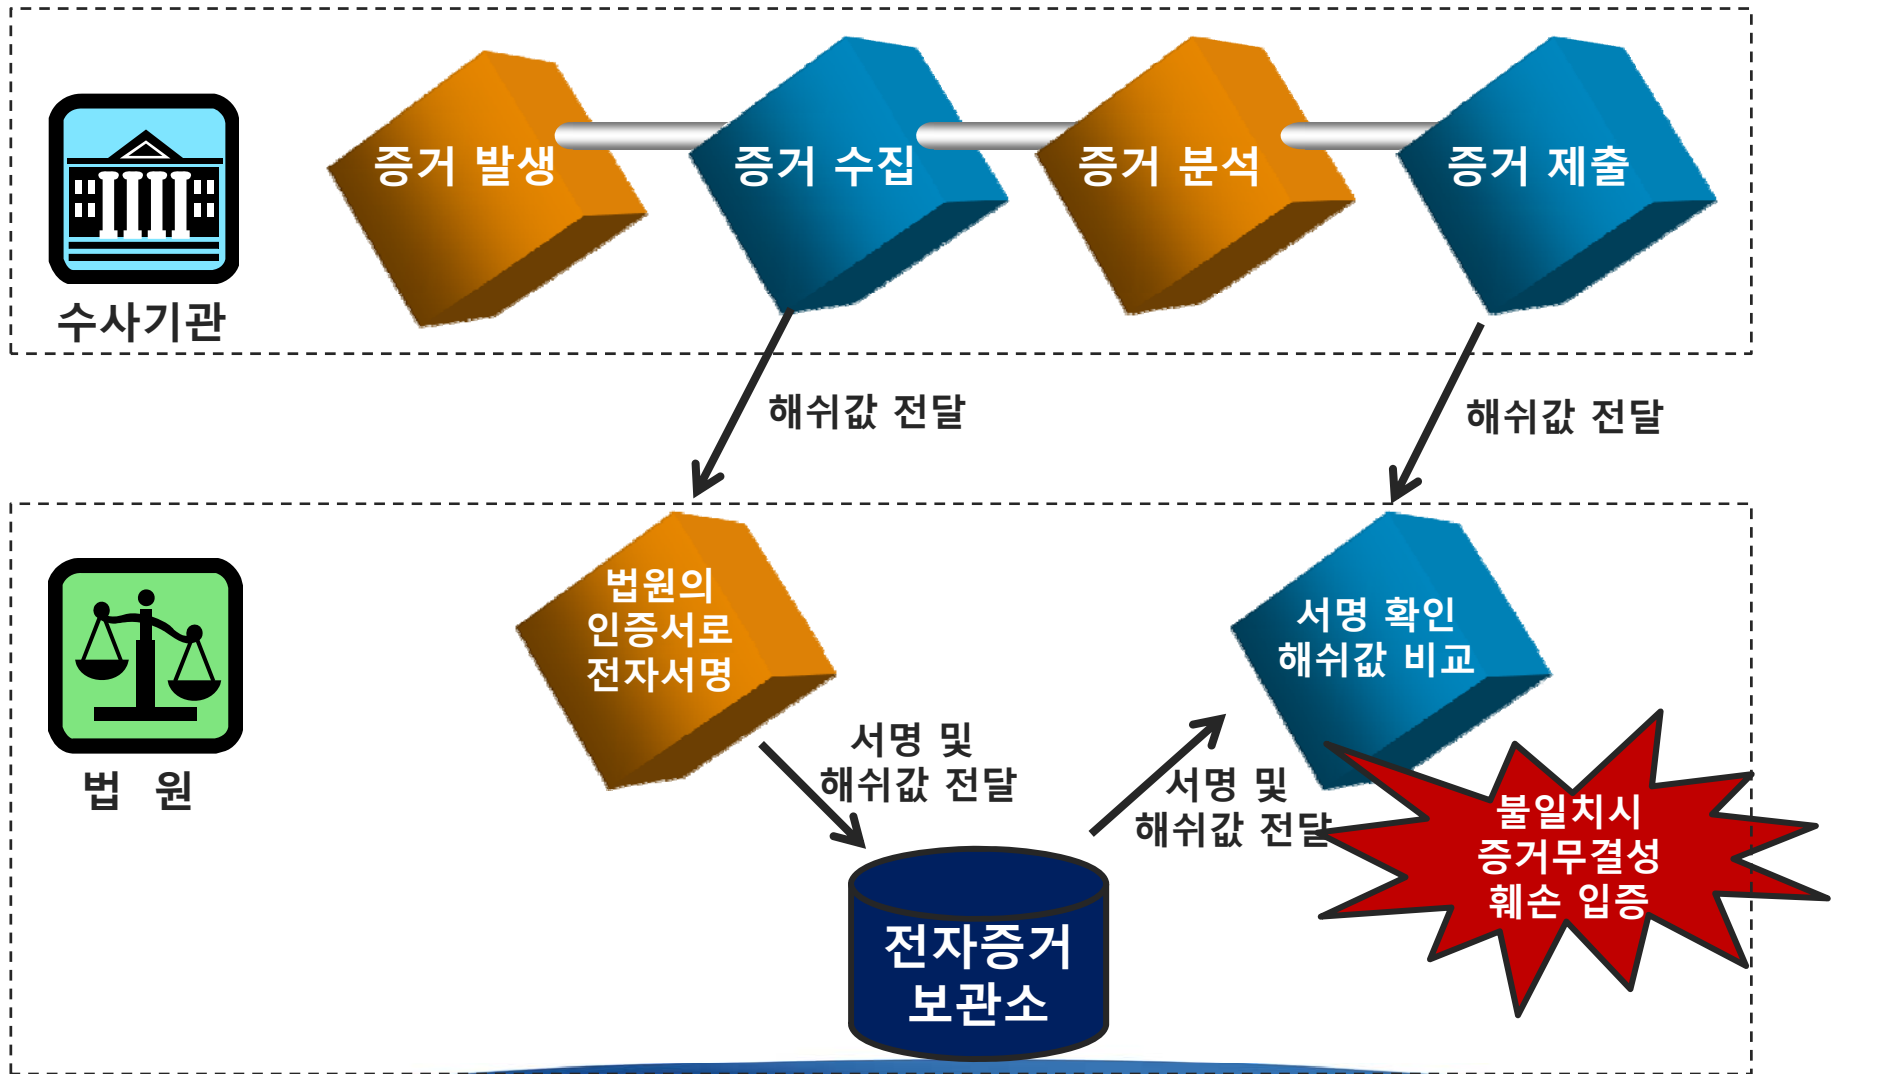 증거 발생
증거 수집
증거 분석
증거 제출
수사기관
해쉬값 전달
해쉬값 전달
법원의
인증서로
전자서명
서명 확인
해쉬값 비교
법 원
서명 및
해쉬값 전달
서명 및
해쉬값 전달
불일치시
증거무결성
훼손 입증
전자증거
보관소